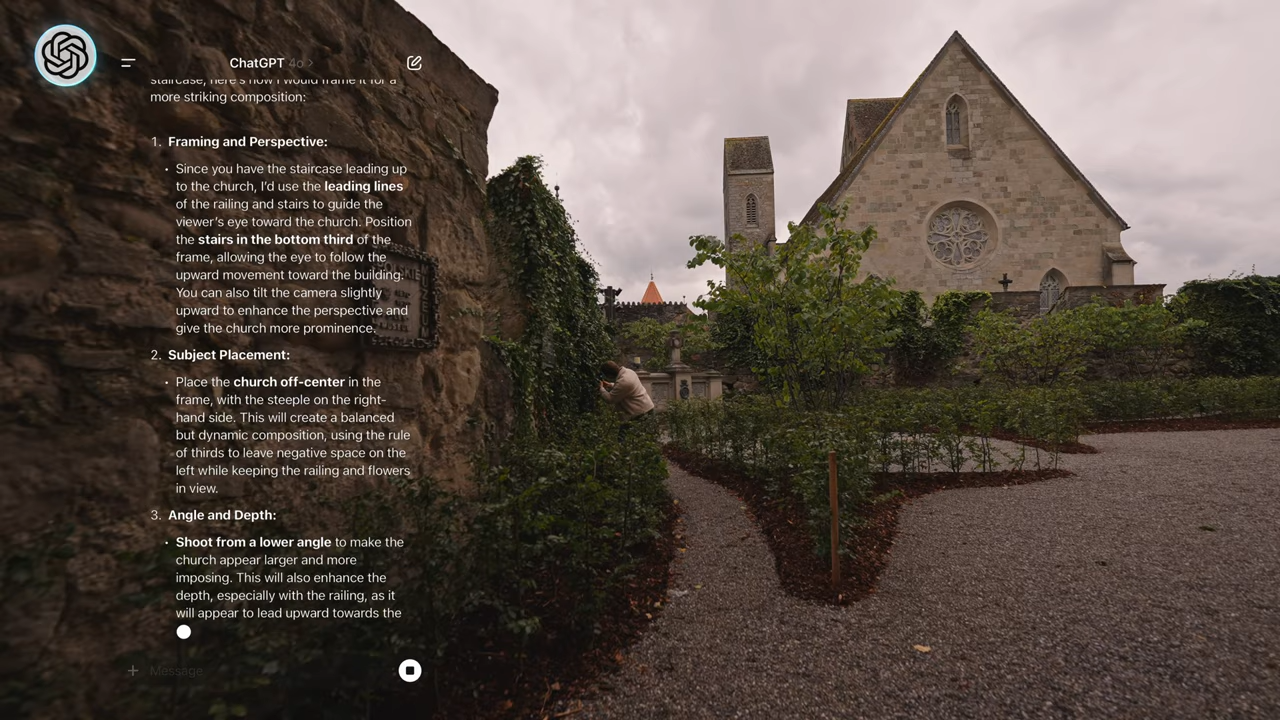 ChatGPT 4o >
staircase, here's how I would frame it for a
more striking composition:
1. Framing and Perspective:
• Since you have the staircase leading up
to the church, I'd use the leading lines
of the railing and stairs to guide the
viewer's eye toward the church. Position
the stairs in the bottom third of the
frame, allowing the eye to follow the
upward movement toward the building.
You can also tilt the camera slightly
upward to enhance the perspective and
give the church more prominence.
2. Subject Placement:
• Place the church off-center in the
frame, with the steeple on the right-
hand side. This will create a balanced
but dynamic composition, using the rule
of thirds to leave negative space on the
left while keeping the railing and flowers
in view.
3. Angle and Depth:
• Shoot from a lower angle to make the
church appear larger and more
imposing. This will also enhance the
depth, especially with the railing, as it
will appear to lead upward towards the
Message